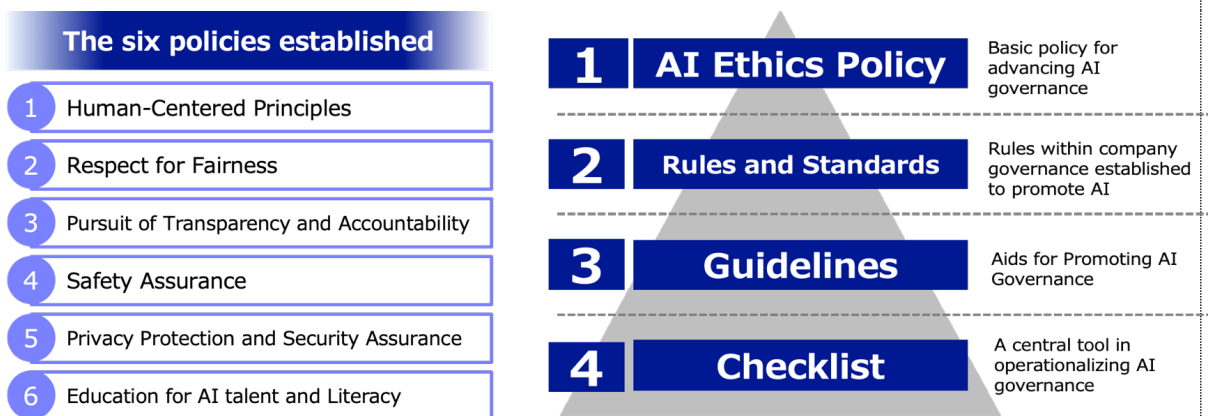 The six policies established
1 Human-Centered Principles
2 Respect for Fairness
3 Pursuit of Transparency and Accountability
4 Safety Assurance
5 Privacy Protection and Security Assurance
6 Education for AI talent and Literacy
1 AI Ethics Policy
Basic policy for
advancing AI
governance
2 Rules and Standards
Rules within company
governance established
to promote AI
3 Guidelines
Aids for Promoting AI
Governance
4 Checklist
A central tool in
operationalizing AI
governance